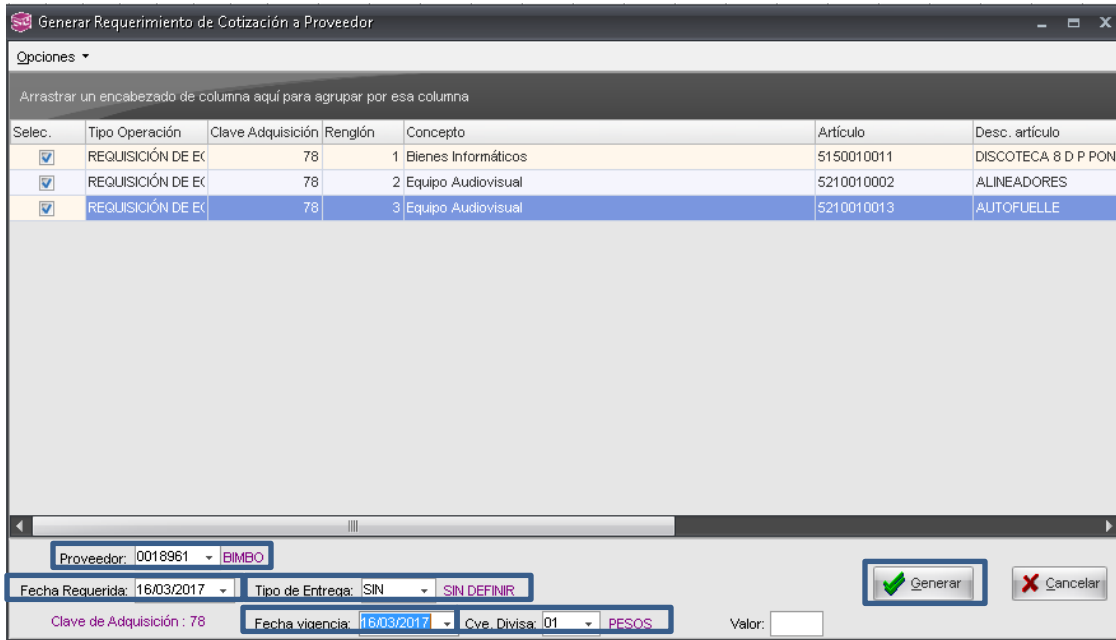 Generar Requerimiento de Cotización a Proveedor
Opciones
Arrastrar un encabezado de columna aquí para agrupar por esa columna
Selec. Tipo Operación Clave Adquisición Renglón Concepto Artículo Desc. artículo
REQUISICIÓN DE E( 78 1 Bienes Informáticos 5150010011 DISCOTECA 8 D P PON
REQUISICIÓN DE E( 78 2 Equipo Audiovisual 5210010002 ALINEADORES
REQUISICIÓN DE E( 78 3 Equipo Audiovisual 5210010013 AUTOFUELLE
Proveedor: 0018961 BIMBO
Fecha Requerida: 16/03/2017 Tipo de Entrega: SIN SIN DEFINIR Generar Cancelar
Clave de Adquisición : 78 Fecha vigencia: 16/03/2017 Cve. Divisa: 01 PESOS Valor: